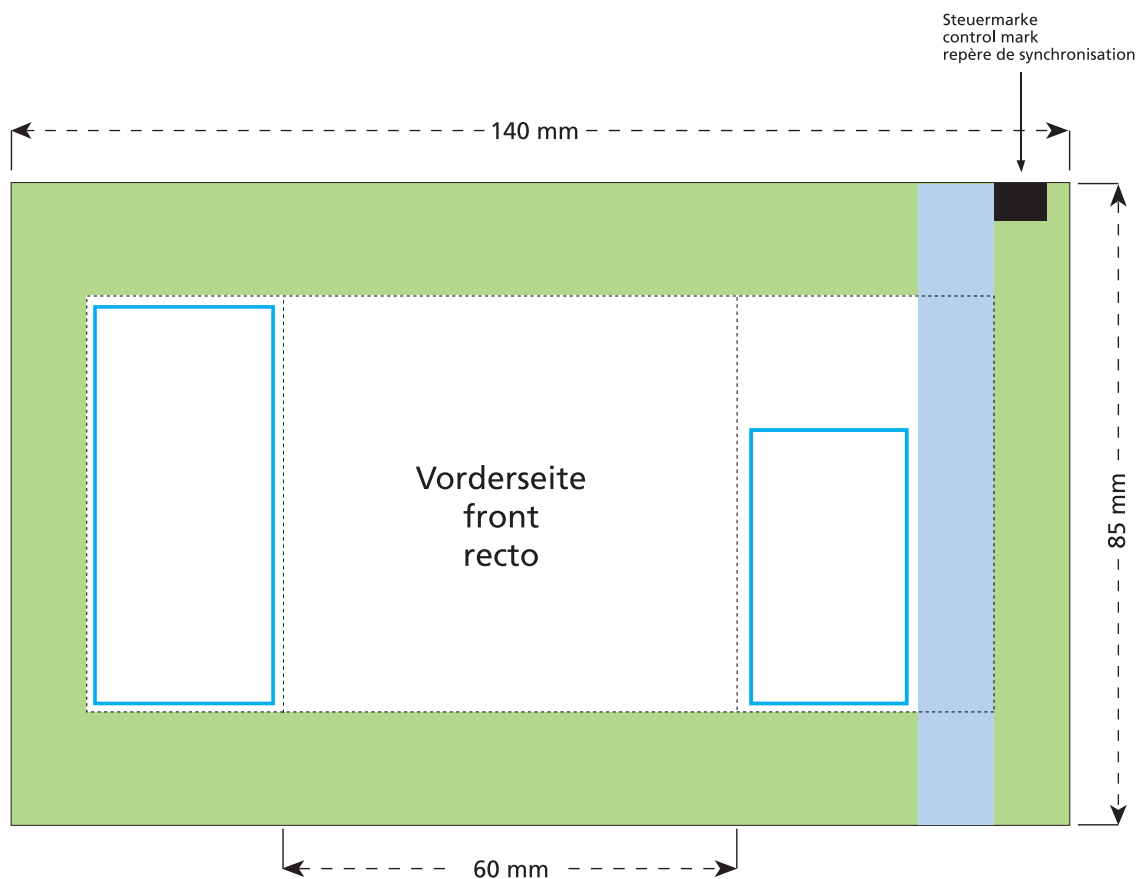 Steuermarke
control mark
repère de synchronisation
140 mm
Vorderseite
front
recto
85 mm
60 mm